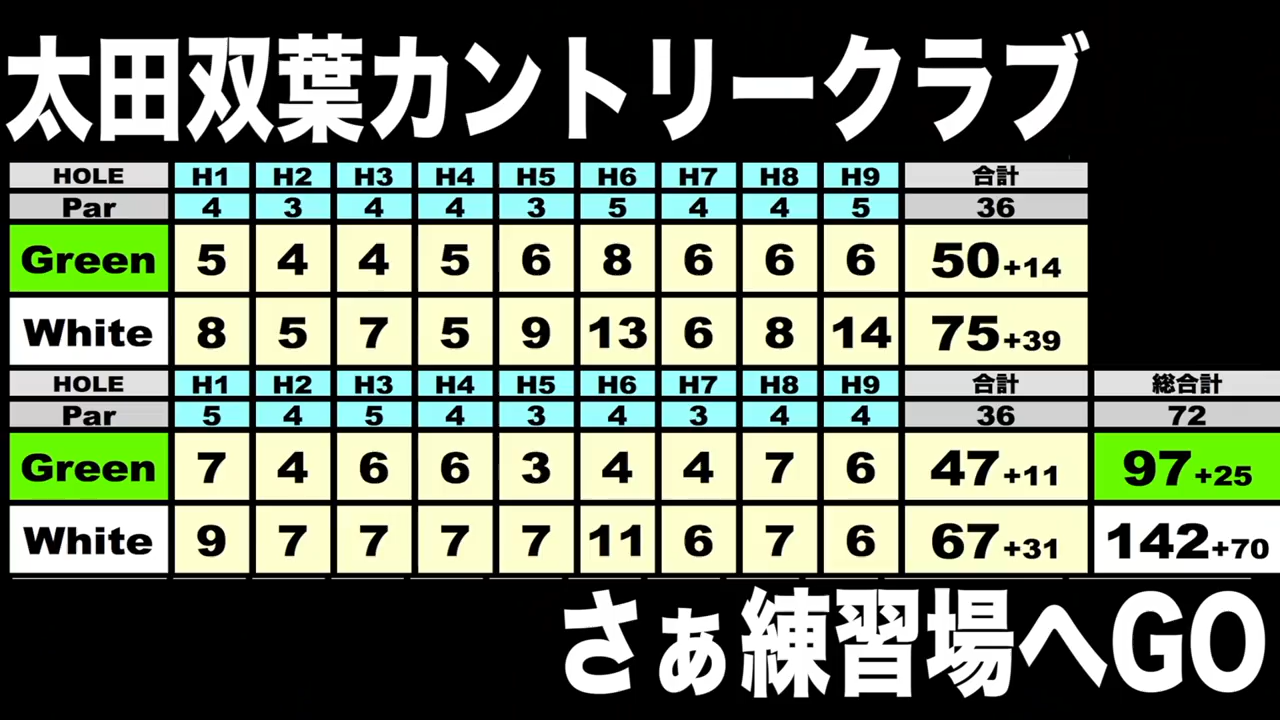 太田双葉カントリークラブ
HOLE H1 H2 H3 H4 H5 H6 H7 H8 H9 合計
Par 4 3 4 4 3 5 4 4 5 36
Green 5 4 4 5 6 8 6 6 6 50+14
White 8 5 7 5 9 13 6 8 14 75+39
HOLE H1 H2 H3 H4 H5 H6 H7 H8 H9 合計 総合計
Par 5 4 5 4 3 4 3 4 4 36 72
Green 7 4 6 6 3 4 4 7 6 47+11 97+25
White 9 7 7 7 7 11 6 7 6 67+31 142+70
さぁ練習場へGO